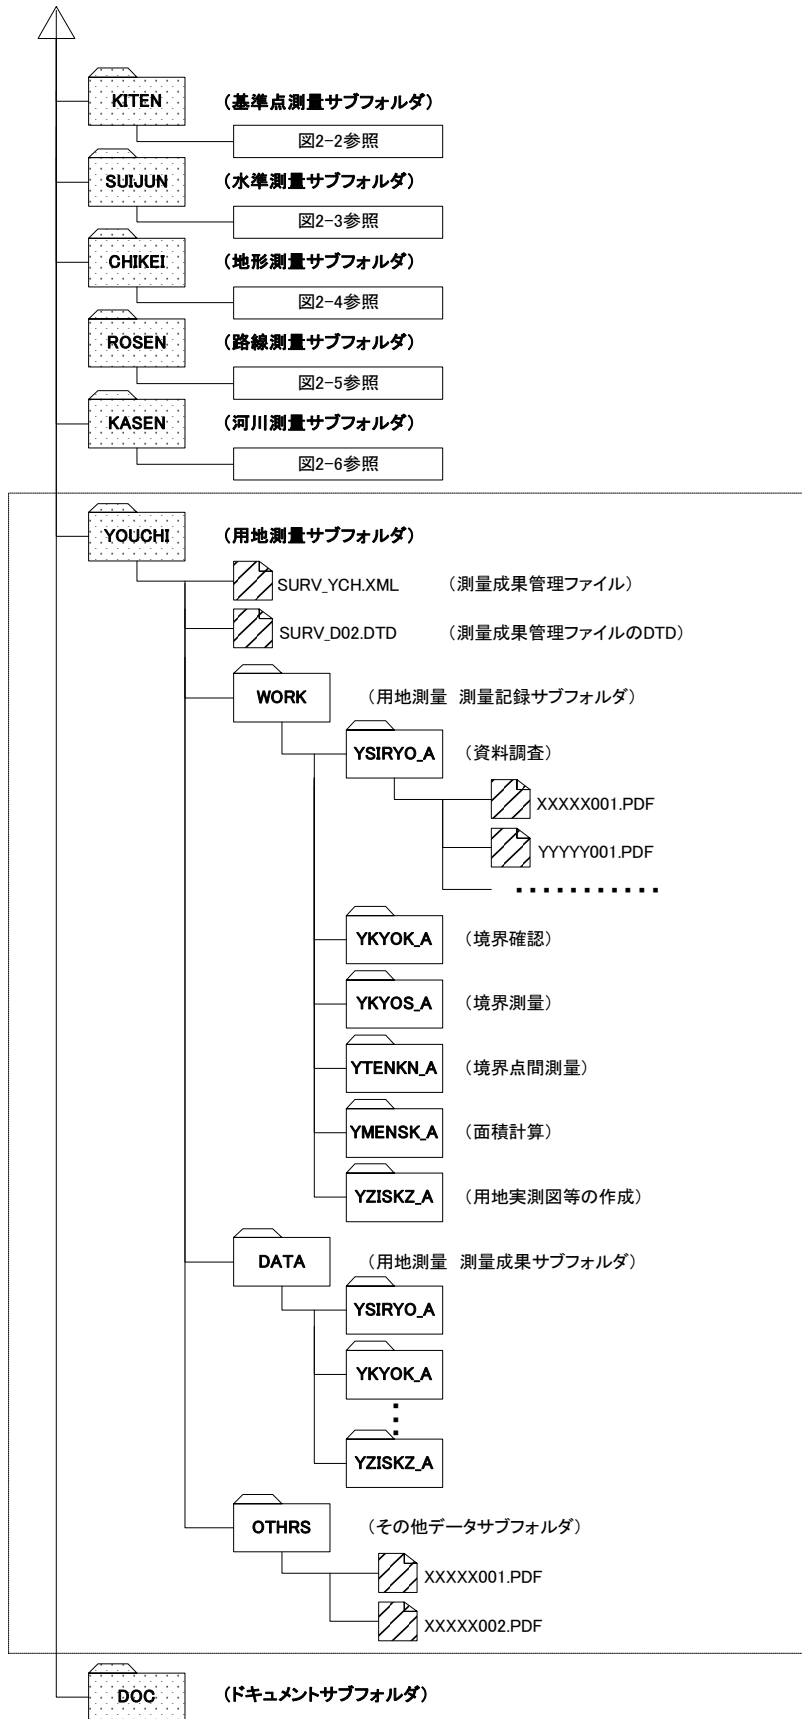 KITEN (基準点測量サブフォルダ)
図2-2参照
SUIJUN (水準測量サブフォルダ)
図2-3参照
CHIKEI (地形測量サブフォルダ)
図2-4参照
ROSEN (路線測量サブフォルダ)
図2-5参照
KASEN (河川測量サブフォルダ)
図2-6参照
YOUCHI (用地測量サブフォルダ)
SURV_YCH.XML (測量成果管理ファイル)
SURV_D02.DTD (測量成果管理ファイルのDTD)
WORK (用地測量 測量記録サブフォルダ)
YSIRYO_A (資料調査)
XXXXX001.PDF
YYYYY001.PDF
YKYOK_A (境界確認)
YKYOS_A (境界測量)
YTENKN_A (境界点間測量)
YMENSK_A (面積計算)
YZISKZ_A (用地実測図等の作成)
DATA (用地測量 測量成果サブフォルダ)
YSIRYO_A
YKYOK_A
YZISKZ_A
OTHRS (その他データサブフォルダ)
XXXXX001.PDF
XXXXX002.PDF
DOC (ドキュメントサブフォルダ)